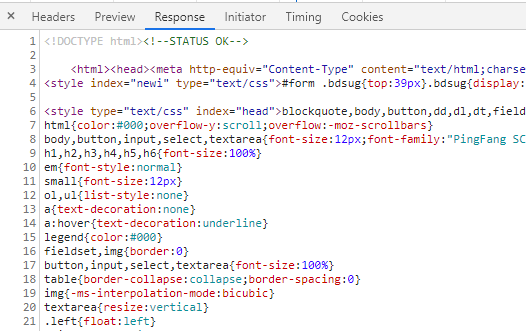 Headers Preview Response Initiator Timing Cookies
1 <!DOCTYPE html><!--STATUS OK-->
2
3 <html><head><meta http-equiv="Content-Type" content="text/html;charse
4 <style index="newi" type="text/css">#form .bdsug{top:39px}.bdsug{display:
5
6 <style type="text/css" index="head">blockquote,body,button,dd,dl,dt,field
7 html{color:#000;overflow-y:scroll;overflow:-moz-scrollbars}
8 body,button,input,select,textarea{font-size:12px;font-family:"PingFang SC
9 h1,h2,h3,h4,h5,h6{font-size:100%}
10 em{font-style:normal}
11 small{font-size:12px}
12 ol,ul{list-style:none}
13 a{text-decoration:none}
14 a:hover{text-decoration:underline}
15 legend{color:#000}
16 fieldset,img{border:0}
17 button,input,select,textarea{font-size:100%}
18 table{border-collapse:collapse;border-spacing:0}
19 img{-ms-interpolation-mode:bicubic}
20 textarea{resize:vertical}
21 .left{float:left}